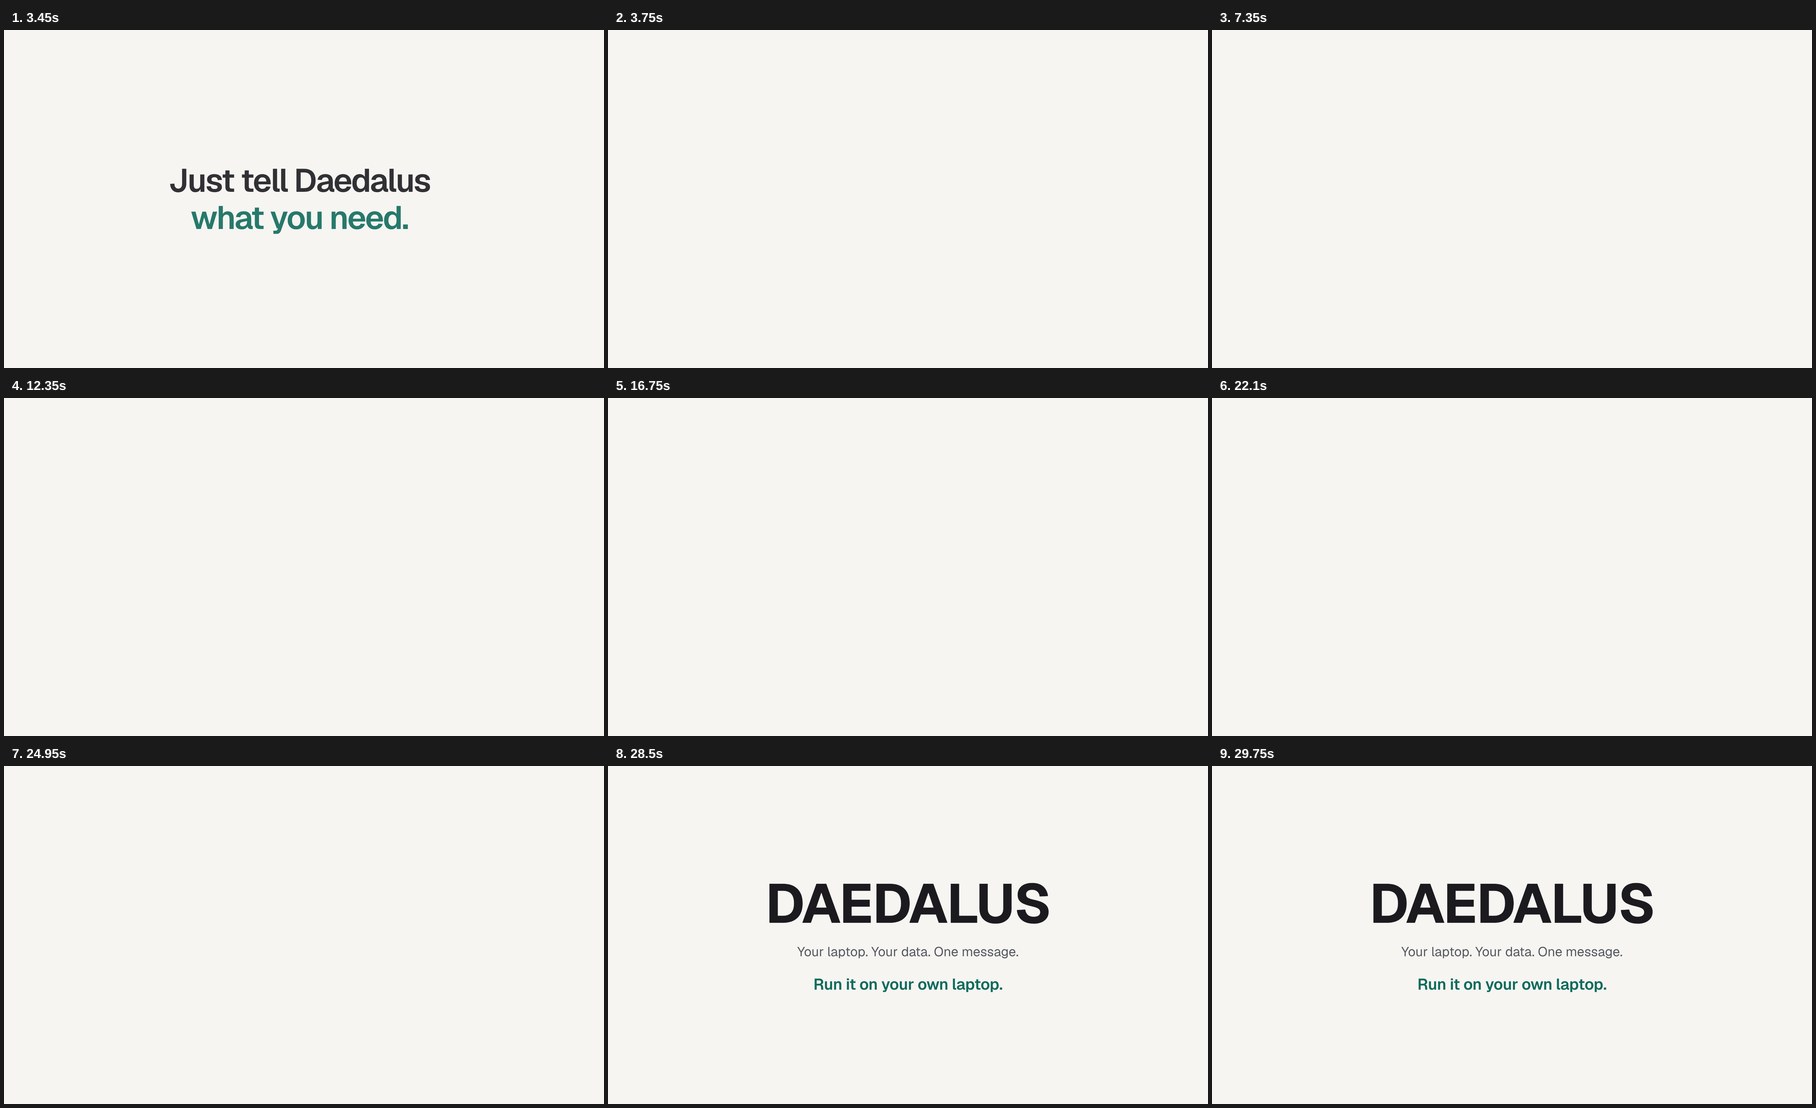 1. 3.45s
2. 3.75s
3. 7.35s
Just tell Daedalus
what you need.
4. 12.35s
5. 16.75s
6. 22.1s
7. 24.95s
8. 28.5s
9. 29.75s
DAEDALUS
Your laptop. Your data. One message.
Run it on your own laptop.
DAEDALUS
Your laptop. Your data. One message.
Run it on your own laptop.